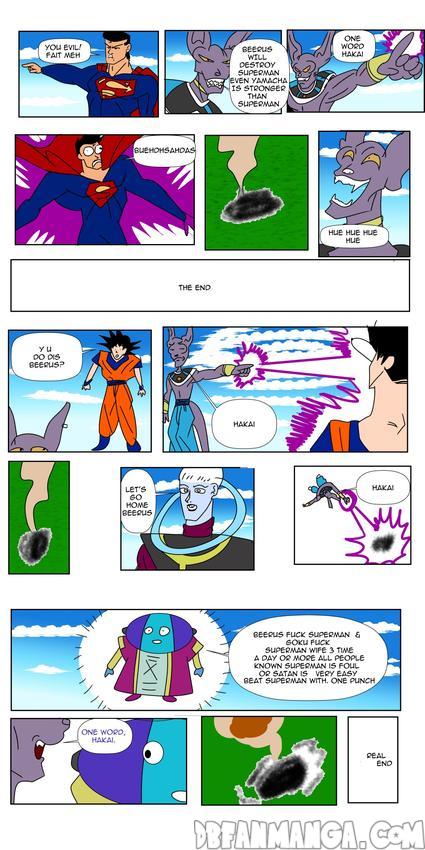 YOU EVIL!
FAIT MEH
BEERUS
WILL
DESTROY
SUPERMAN
EVEN YAMACHA
IS STRONGER
THAN
SUPERMAN
ONE
WORD
HAKAI
BUEHOHSAHDAS
HUE HUE HUE
HUE
THE END
Y U
DO DIS
BEERUS?
HAKAI
LET'S
GO
HOME
BEERUS
HAKAI
BEERUS FUCK SUPERMAN &
GOKU FUCK
SUPERMAN WIFE 3 TIME
A DAY OR MORE ALL PEOPLE
KNOWN SUPERMAN IS FOUL
OR SATAN IS VERY EASY
BEAT SUPERMAN WITH. ONE PUNCH
ONE WORD,
HAKAI.
REAL
END
DBFANMANGA.COM